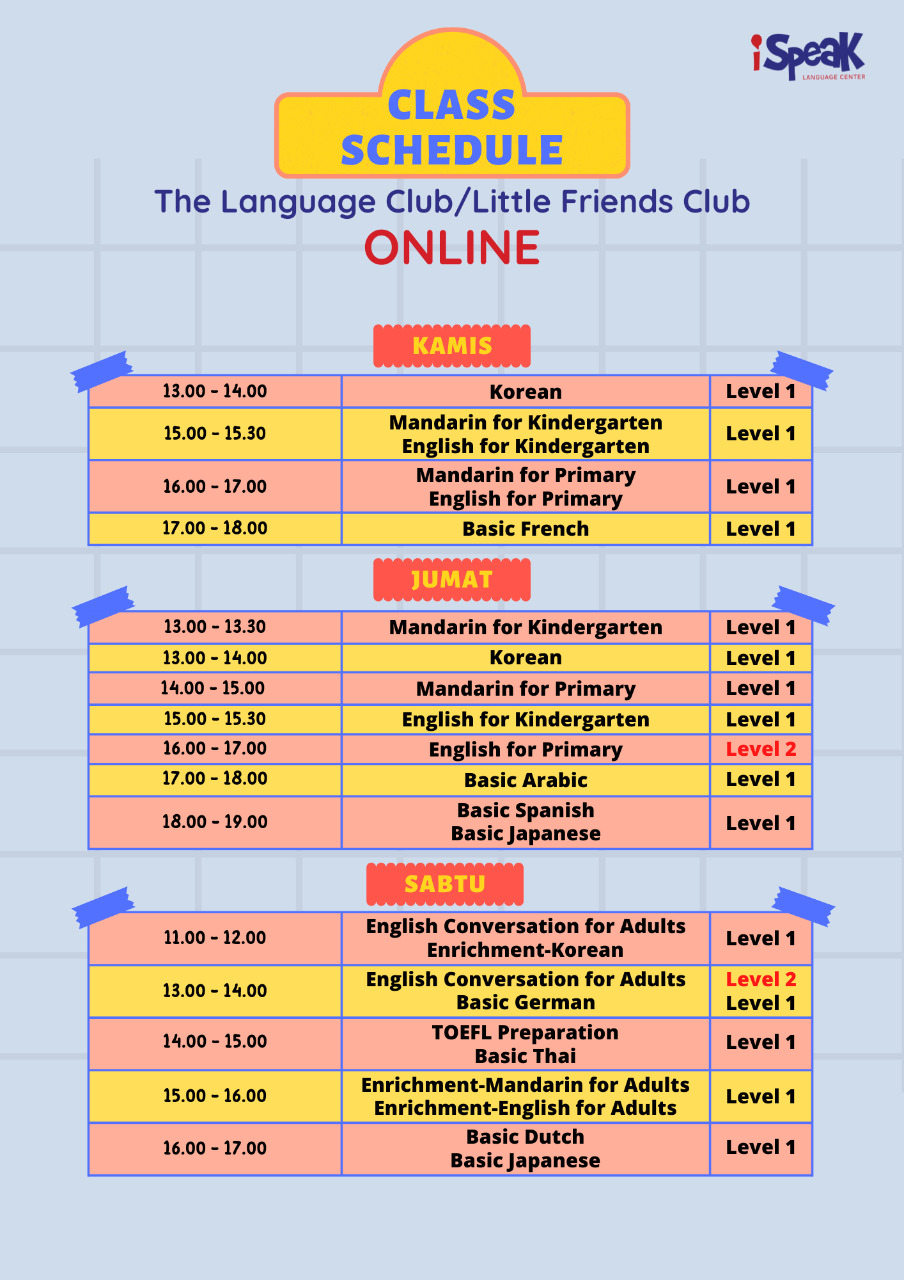 iSpeak
LANGUAGE CENTER
CLASS
SCHEDULE
The Language Club/Little Friends Club
ONLINE
KAMIS
13.00 - 14.00 Korean Level 1
15.00 - 15.30 Mandarin for Kindergarten Level 1
English for Kindergarten
16.00 - 17.00 Mandarin for Primary Level 1
English for Primary
17.00 - 18.00 Basic French Level 1
JUMAT
13.00 - 13.30 Mandarin for Kindergarten Level 1
13.00 - 14.00 Korean Level 1
14.00 - 15.00 Mandarin for Primary Level 1
15.00 - 15.30 English for Kindergarten Level 1
16.00 - 17.00 English for Primary Level 2
17.00 - 18.00 Basic Arabic Level 1
18.00 - 19.00 Basic Spanish Level 1
Basic Japanese
SABTU
11.00 - 12.00 English Conversation for Adults Level 1
Enrichment-Korean
13.00 - 14.00 English Conversation for Adults Level 2
Basic German Level 1
14.00 - 15.00 TOEFL Preparation Level 1
Basic Thai
15.00 - 16.00 Enrichment-Mandarin for Adults Level 1
Enrichment-English for Adults
16.00 - 17.00 Basic Dutch Level 1
Basic Japanese